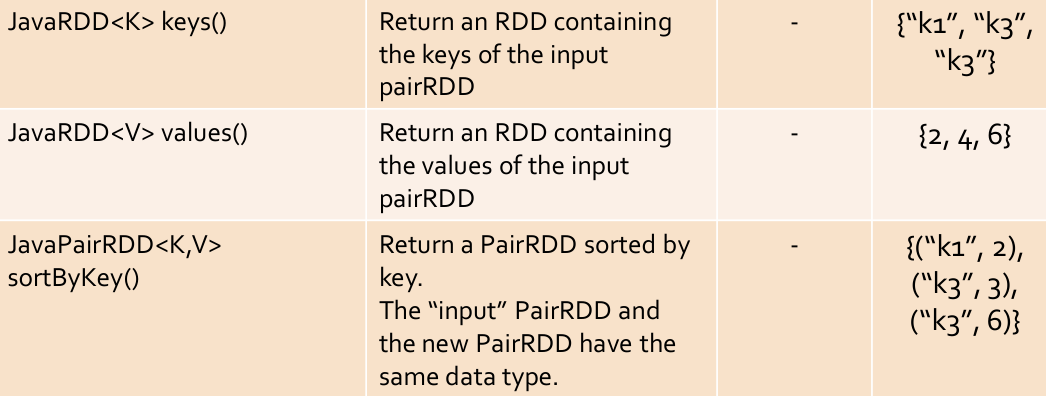 JavaRDD<K> keys()
Return an RDD containing
the keys of the input
pairRDD
-
{“k1”, “k3”,
“k3”}
JavaRDD<V> values()
Return an RDD containing
the values of the input
pairRDD
-
{2, 4, 6}
JavaPairRDD<K,V>
sortByKey()
Return a PairRDD sorted by
key.
The “input” PairRDD and
the new PairRDD have the
same data type.
-
{(“k1”, 2),
(“k3”, 3),
(“k3”, 6)}